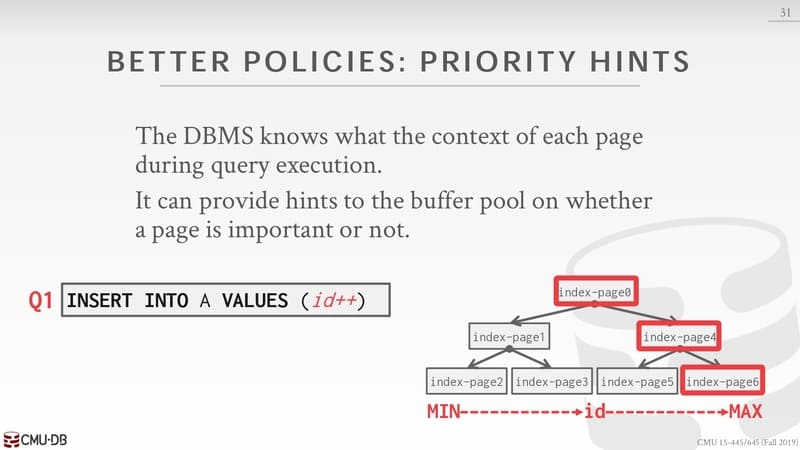 31
BETTER POLICIES: PRIORITY HINTS
The DBMS knows what the context of each page
during query execution.
It can provide hints to the buffer pool on whether
a page is important or not.
Q1 INSERT INTO A VALUES (id++)
index-page0
index-page1 index-page4
index-page2 index-page3 index-page5 index-page6
MIN id MAX
CMU·DB
CMU 15-445/645 (Fall 2019)